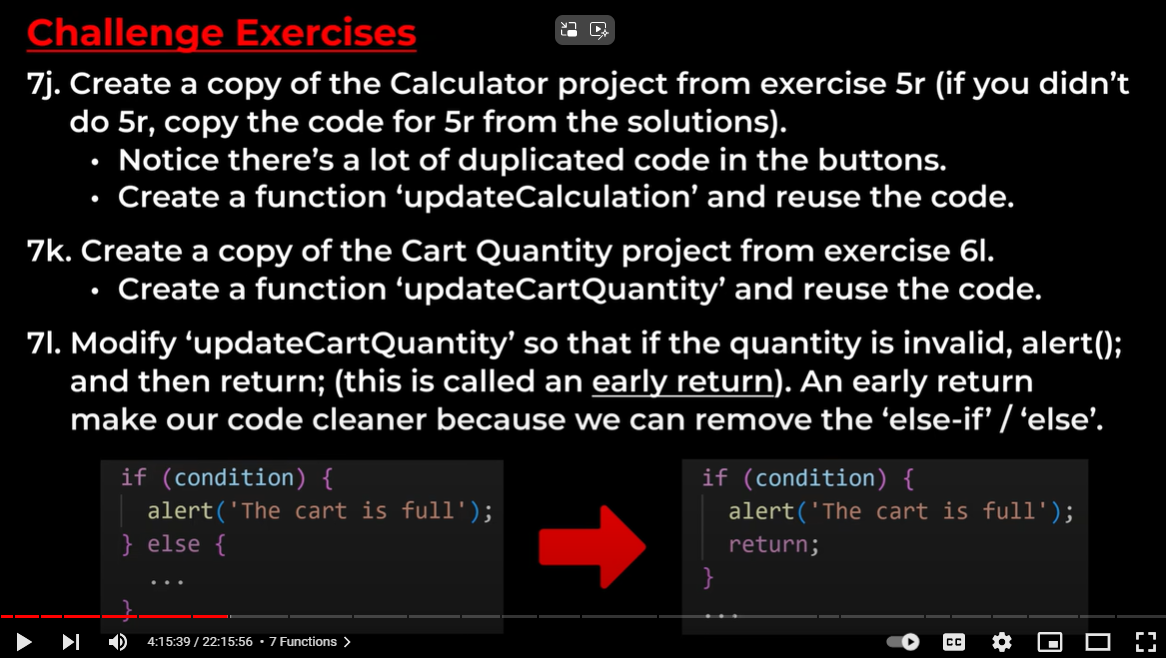 Challenge Exercises
7j. Create a copy of the Calculator project from exercise 5r (if you didn't
do 5r, copy the code for 5r from the solutions).
• Notice there's a lot of duplicated code in the buttons.
• Create a function ‘updateCalculation’ and reuse the code.
7k. Create a copy of the Cart Quantity project from exercise 6l.
• Create a function ‘updateCartQuantity’ and reuse the code.
7l. Modify ‘updateCartQuantity’ so that if the quantity is invalid, alert();
and then return; (this is called an early return). An early return
make our code cleaner because we can remove the ‘else-if’ / ‘else’.
if (condition) {
alert('The cart is full');
} else {
...
}
if (condition) {
alert('The cart is full');
return;
}
...
4:15:39 / 22:15:56 • 7 Functions >
CC